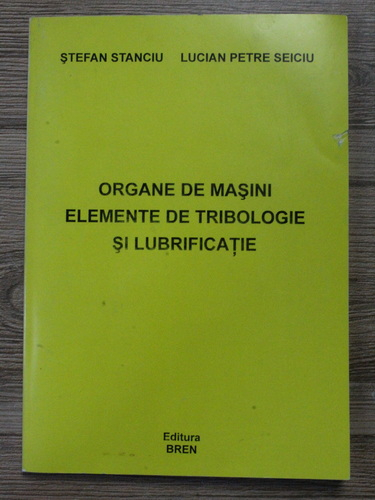 ŞTEFAN STANCIU LUCIAN PETRE SEICIU
ORGANE DE MAŞINI
ELEMENTE DE TRIBOLOGIE
ŞI LUBRIFICAŢIE
Editura
BREN